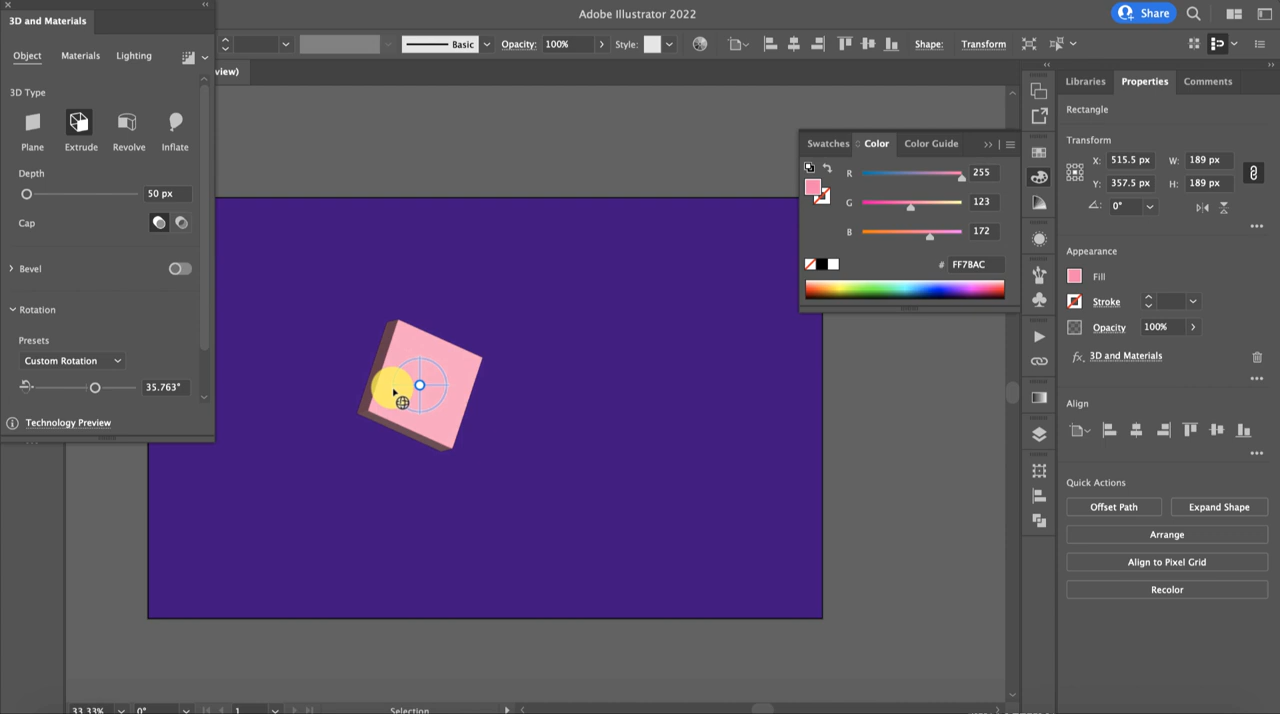 Adobe Illustrator 2022
Share
3D and Materials
Basic
Opacity:
100%
Style:
Shape:
Transform
Object
Materials
Lighting
view)
Libraries
Properties
Comments
3D Type
Rectangle
Plane
Extrude
Revolve
Inflate
Transform
X: 515.5 px
W: 189 px
Y: 357.5 px
H: 189 px
0°
Depth
50 px
Cap
Bevel
Rotation
Presets
Custom Rotation
35.763°
Technology Preview
Swatches
Color
Color Guide
R
255
G
123
B
172
# FF7BAC
Appearance
Fill
Stroke
Opacity
100%
fx 3D and Materials
Align
Quick Actions
Offset Path
Expand Shape
Arrange
Align to Pixel Grid
Recolor
33.33%
0°
1
Selection